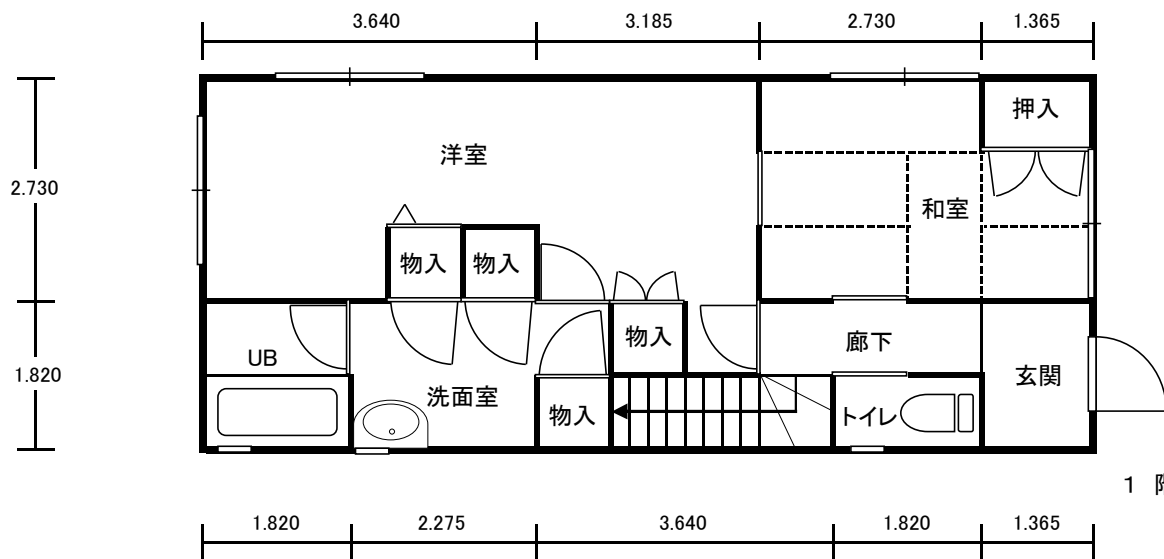 3.640
3.185
2.730
1.365
押入
洋室
2.730
和室
物入
物入
物入
廊下
UB
玄関
1.820
洗面室
物入
トイレ
1 階
1.820
2.275
3.640
1.820
1.365